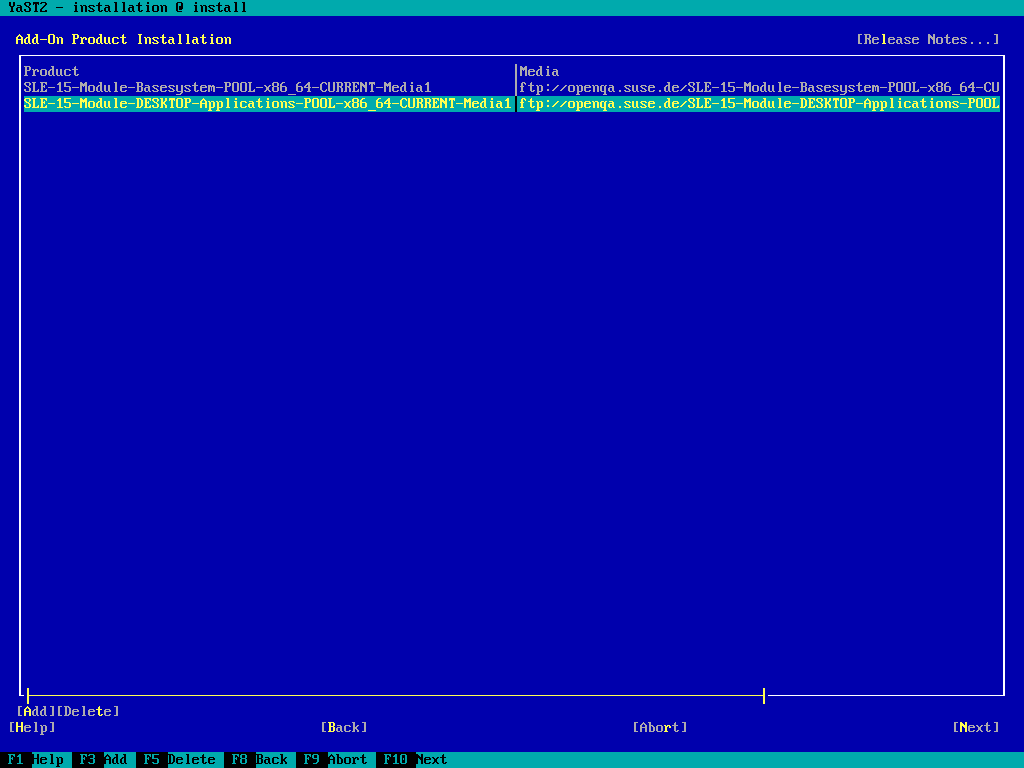 YaST2 - installation @ install
Add-On Product Installation [Release Notes...]
Product Media
SLE-15-Module-Basesystem-POOL-x86_64-CURRENT-Media1 ftp://openqa.suse.de/SLE-15-Module-Basesystem-POOL-x86_64-CU
SLE-15-Module-DESKTOP-Applications-POOL-x86_64-CURRENT-Media1 ftp://openqa.suse.de/SLE-15-Module-DESKTOP-Applications-POOL
[Add][Delete]
[Help] [Back] [Abort] [Next]
F1 Help F3 Add F5 Delete F8 Back F9 Abort F10 Next